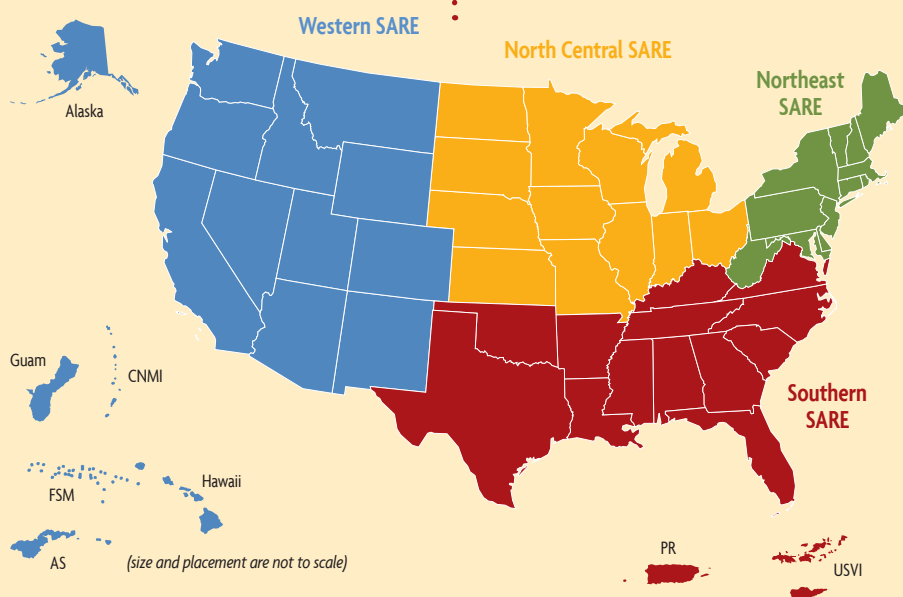 Western SARE
North Central SARE
Northeast
SARE
Alaska
Guam
CNMI
Southern
SARE
Hawaii
FSM
AS
(size and placement are not to scale)
PR
USVI